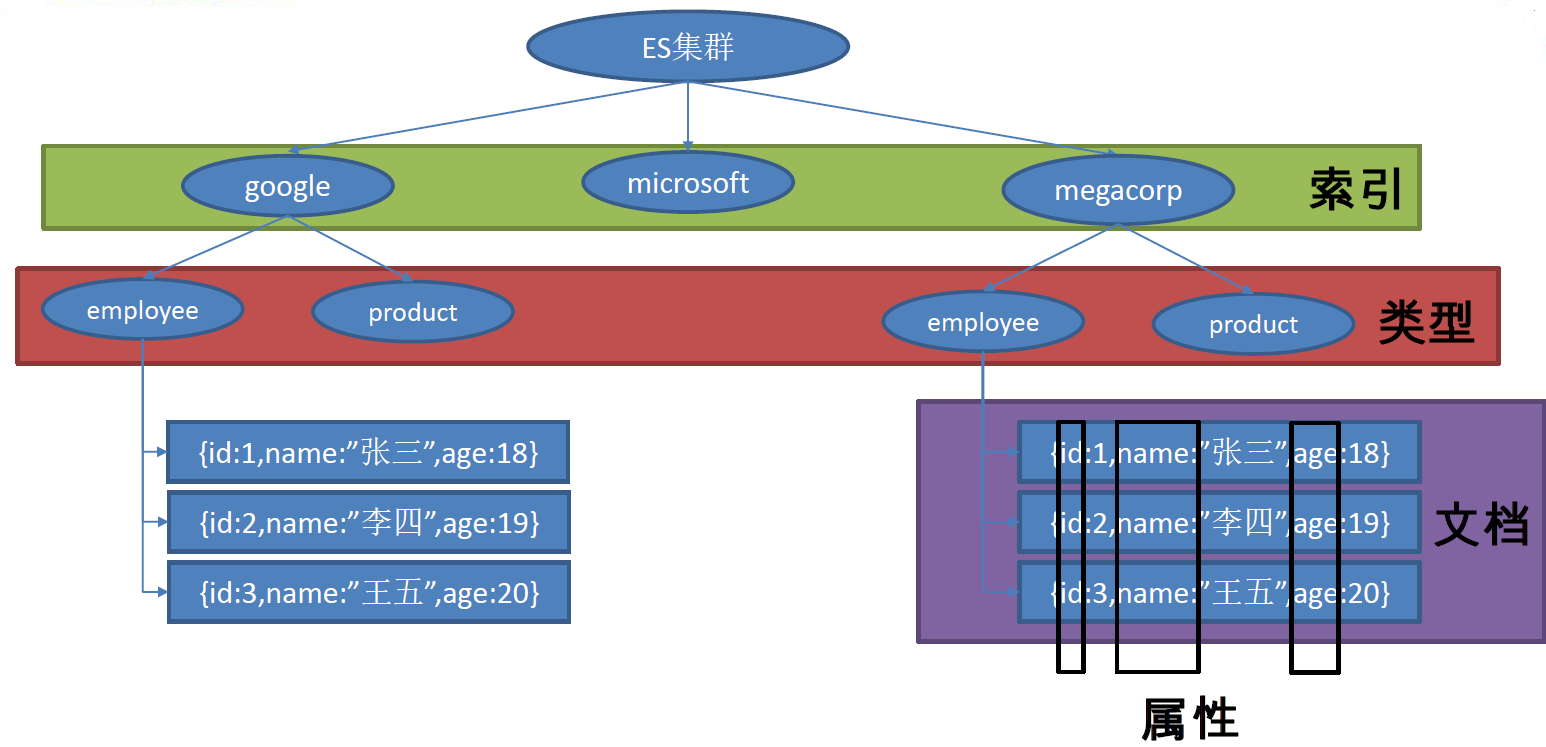 ES集群
google
microsoft
megacorp
索引
employee
product
employee
product
类型
{id:1,name:”张三”,age:18}
{id:2,name:”李四”,age:19}
{id:3,name:”王五”,age:20}
{id:1,name:”张三”,age:18}
{id:2,name:”李四”,age:19}
{id:3,name:”王五”,age:20}
文档
属性